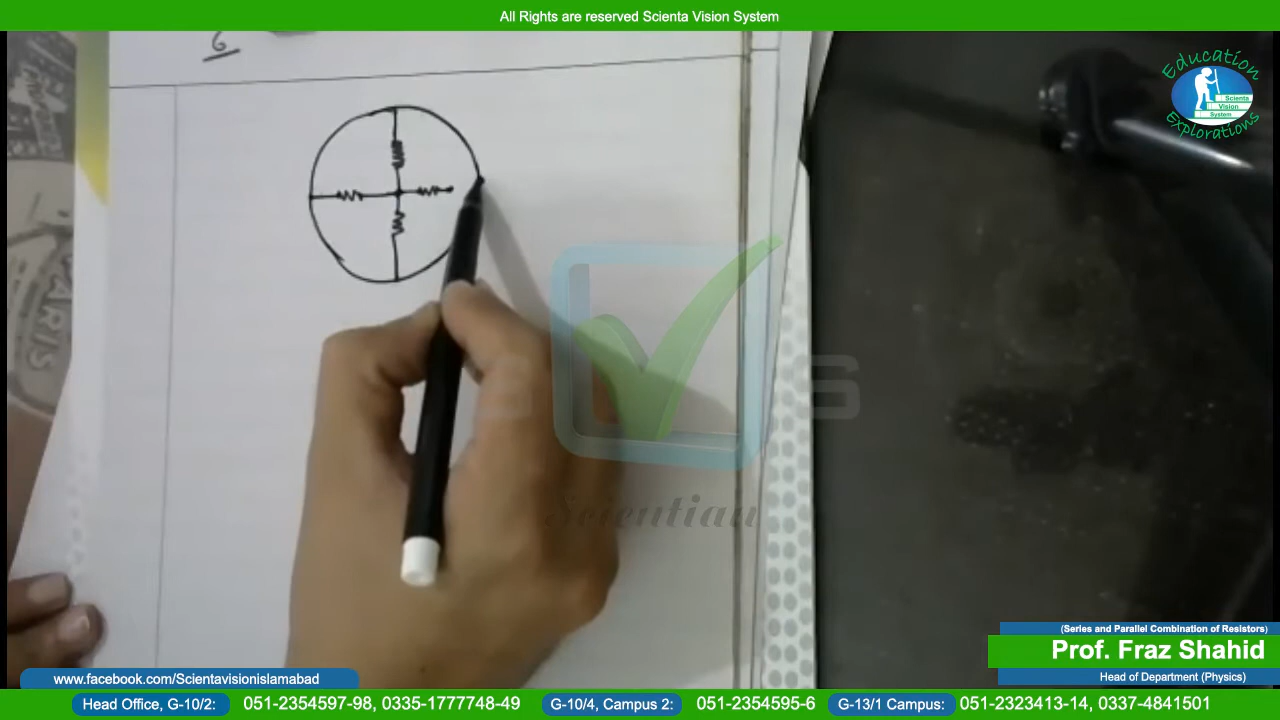 All Rights are reserved Scienta Vision System
6
Education
Scienta
Vision
System
Explorations
Scientian
(Series and Parallel Combination of Resistors)
Prof. Fraz Shahid
Head of Department (Physics)
www.facebook.com/Scientavisionislamabad
Head Office, G-10/2: 051-2354597-98, 0335-1777748-49 G-10/4, Campus 2: 051-2354595-6 G-13/1 Campus: 051-2323413-14, 0337-4841501